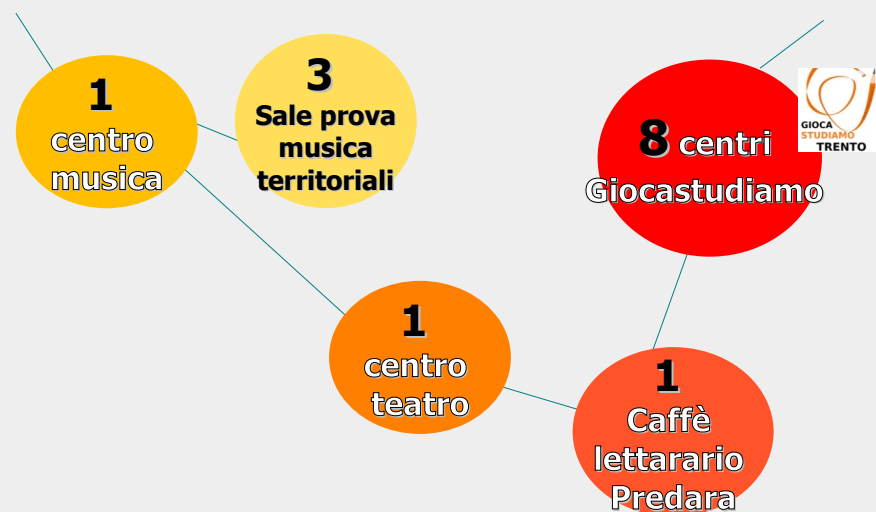 1
centro
musica
3
Sale prova
musica
territoriali
8 centri
Giocastudiamo
GIOCA
STUDIAMO
TRENTO
1
centro
teatro
1
Caffè
lettarario
Predara